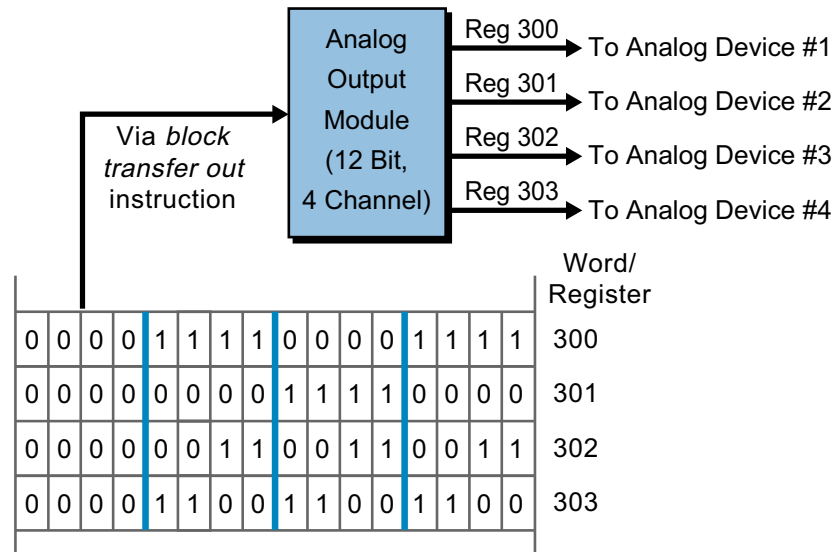 Analog
Output
Module
(12 Bit,
4 Channel)
Reg 300
To Analog Device #1
Reg 301
To Analog Device #2
Reg 302
To Analog Device #3
Reg 303
To Analog Device #4
Via block
transfer out
instruction
Word/
Register
0 0 0 0 1 1 1 1 0 0 0 0 1 1 1 1 300
0 0 0 0 0 0 0 0 1 1 1 1 0 0 0 0 301
0 0 0 0 0 0 1 1 0 0 1 1 0 0 1 1 302
0 0 0 0 1 1 0 0 1 1 0 0 1 1 0 0 303